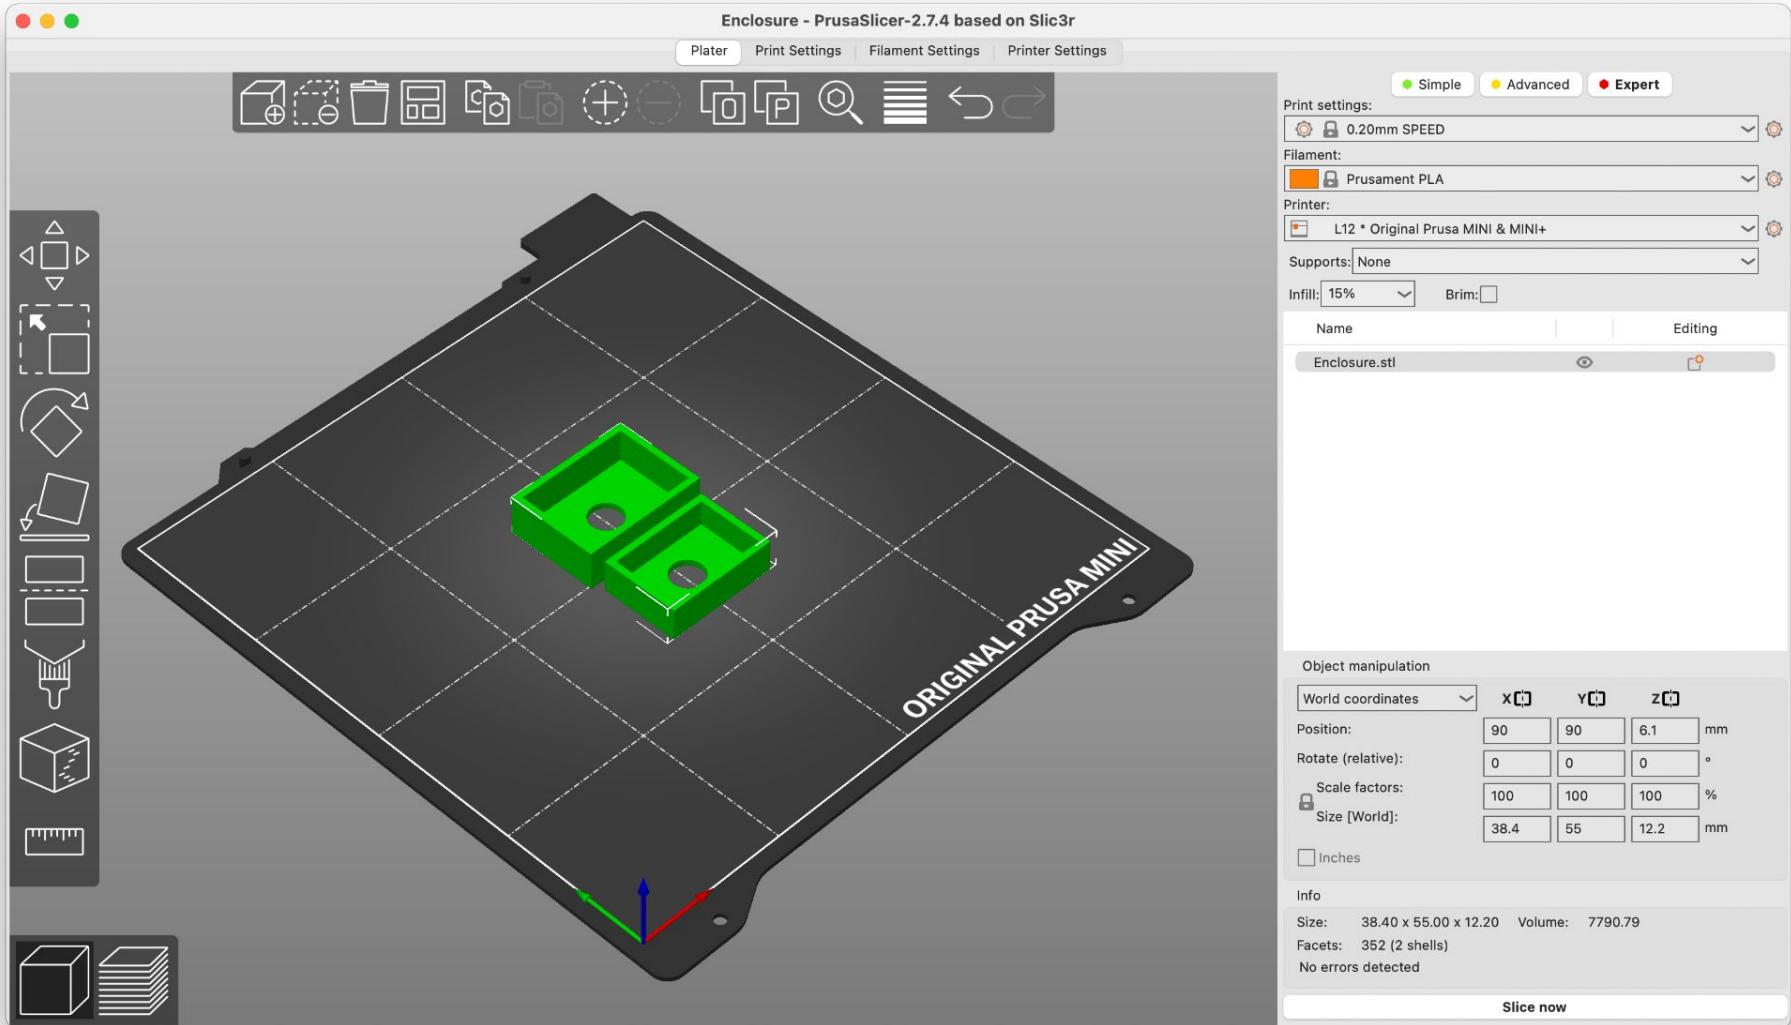 Enclosure - PrusaSlicer-2.7.4 based on Slic3r
Plater Print Settings Filament Settings Printer Settings
Simple Advanced Expert
Print settings:
0.20mm SPEED
Filament:
Prusament PLA
Printer:
L12 * Original Prusa MINI & MINI+
Supports: None
Infill: 15% Brim:
Name Editing
Enclosure.stl
ORIGINAL PRUSA MINI
Object manipulation
World coordinates X Y Z
Position: 90 90 6.1 mm
Rotate (relative): 0 0 0 °
Scale factors: 100 100 100 %
Size [World]: 38.4 55 12.2 mm
Inches
Info
Size: 38.40 x 55.00 x 12.20 Volume: 7790.79
Facets: 352 (2 shells)
No errors detected
Slice now